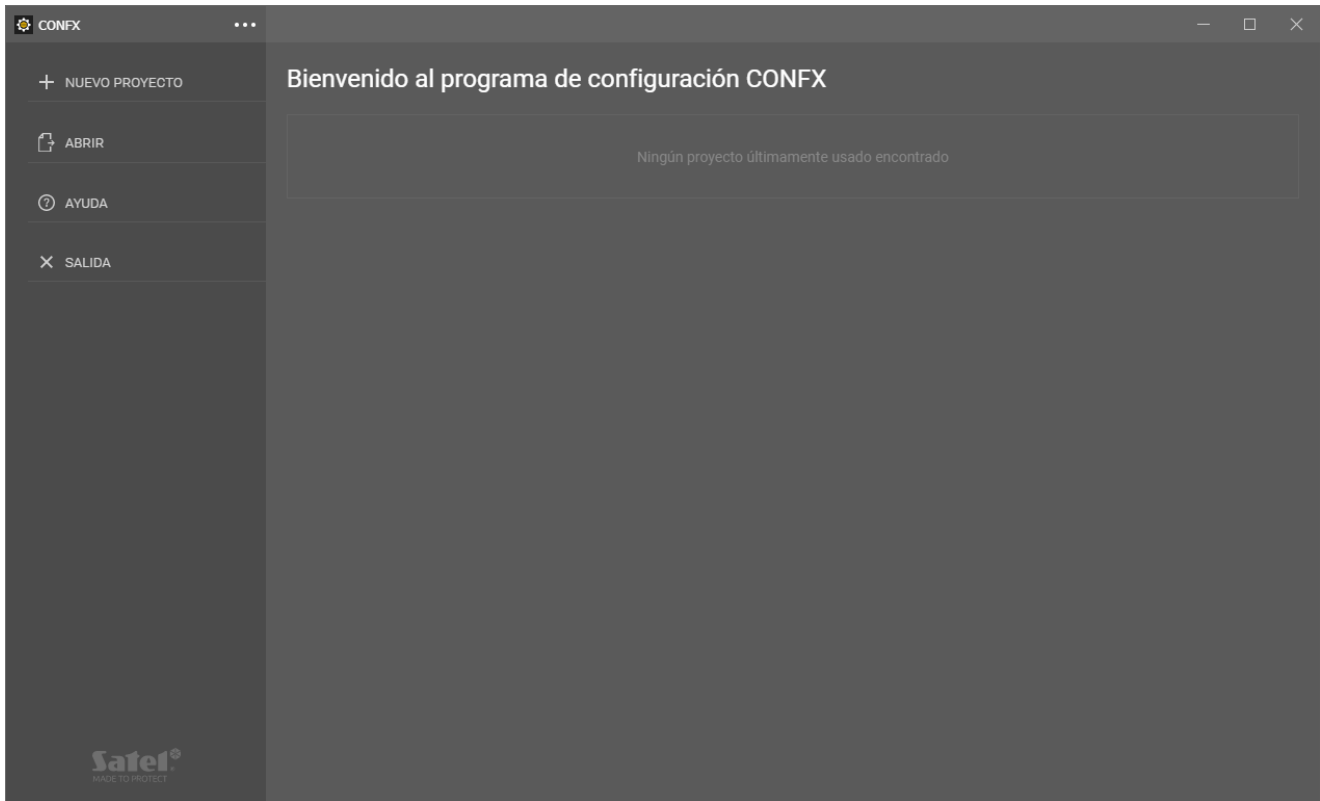 CONFX
NUEVO PROYECTO
ABRIR
AYUDA
SALIDA
Bienvenido al programa de configuración CONFX
Ningún proyecto últimamente usado encontrado
Satel®
MADE TO PROTECT